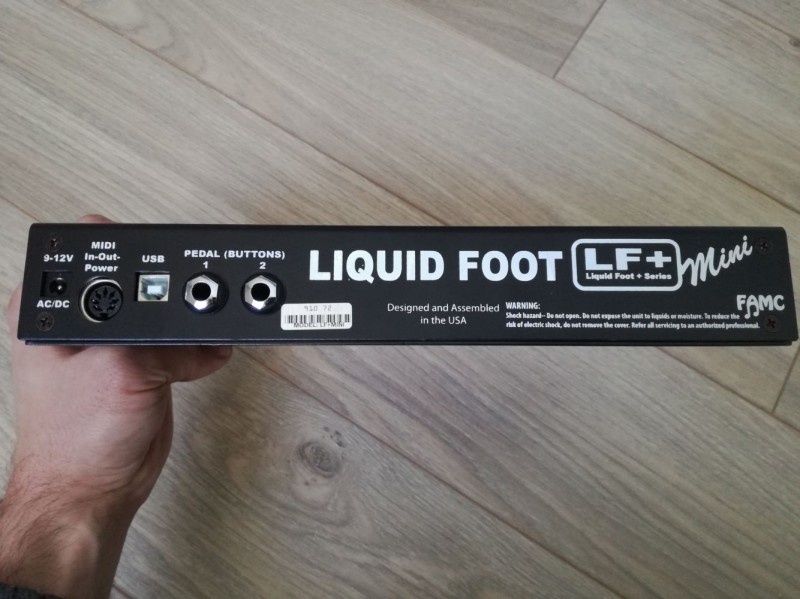 9-12V
AC/DC
MIDI
In-Out-
Power
USB
PEDAL (BUTTONS)
1 2
MODEL: LF+MINI
LIQUID FOOT
LF+
Liquid Foot + Series
Mini
Designed and Assembled
in the USA
WARNING:
Shock hazard-- Do not open. Do not expose the unit to liquids or moisture. To reduce the
risk of electric shock, do not remove the cover. Refer all servicing to an authorized professional.
FAMC